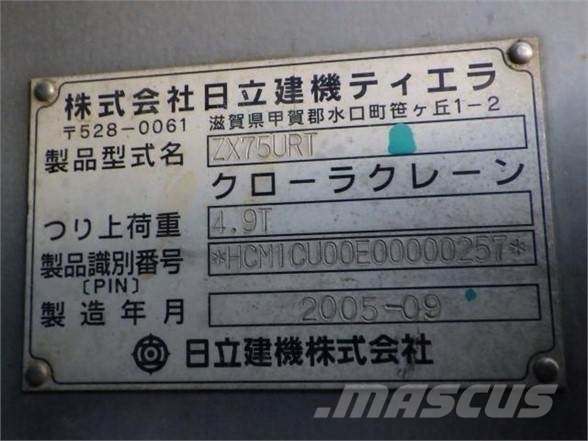 株式会社日立建機ティエラ
〒528-0061 滋賀県甲賀郡水口町笹ヶ丘1-2
製品型式名 ZX75URT
クローラクレーン
つり上荷重 4.9T
製品識別番号 *HCM1CU00E00000257*
〔PIN〕
製造年月 2005-09
日立建機株式会社
MASCUS